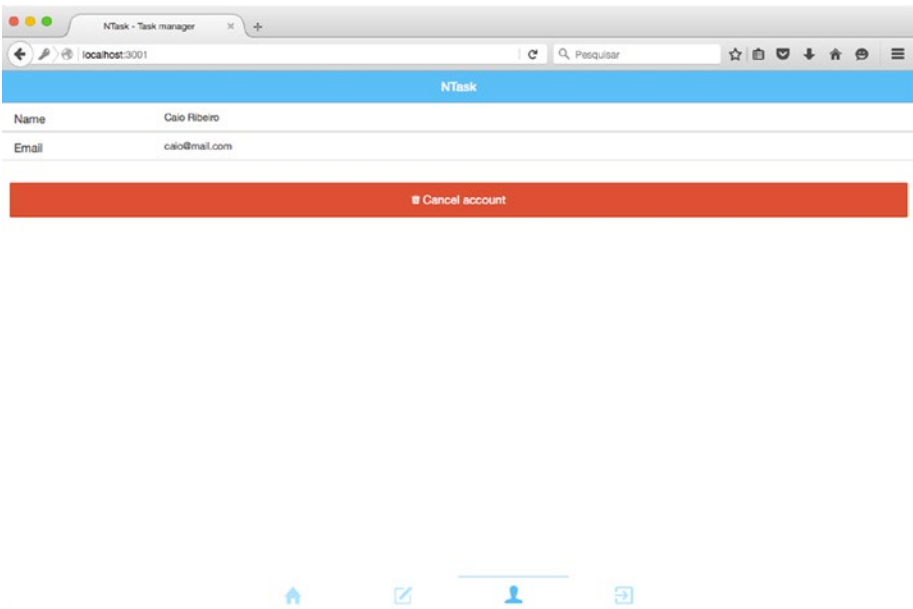 NTask - Task manager
localhost:3001
Pesquisar
NTask
Name Caio Ribeiro
Email caio@mail.com
Cancel account